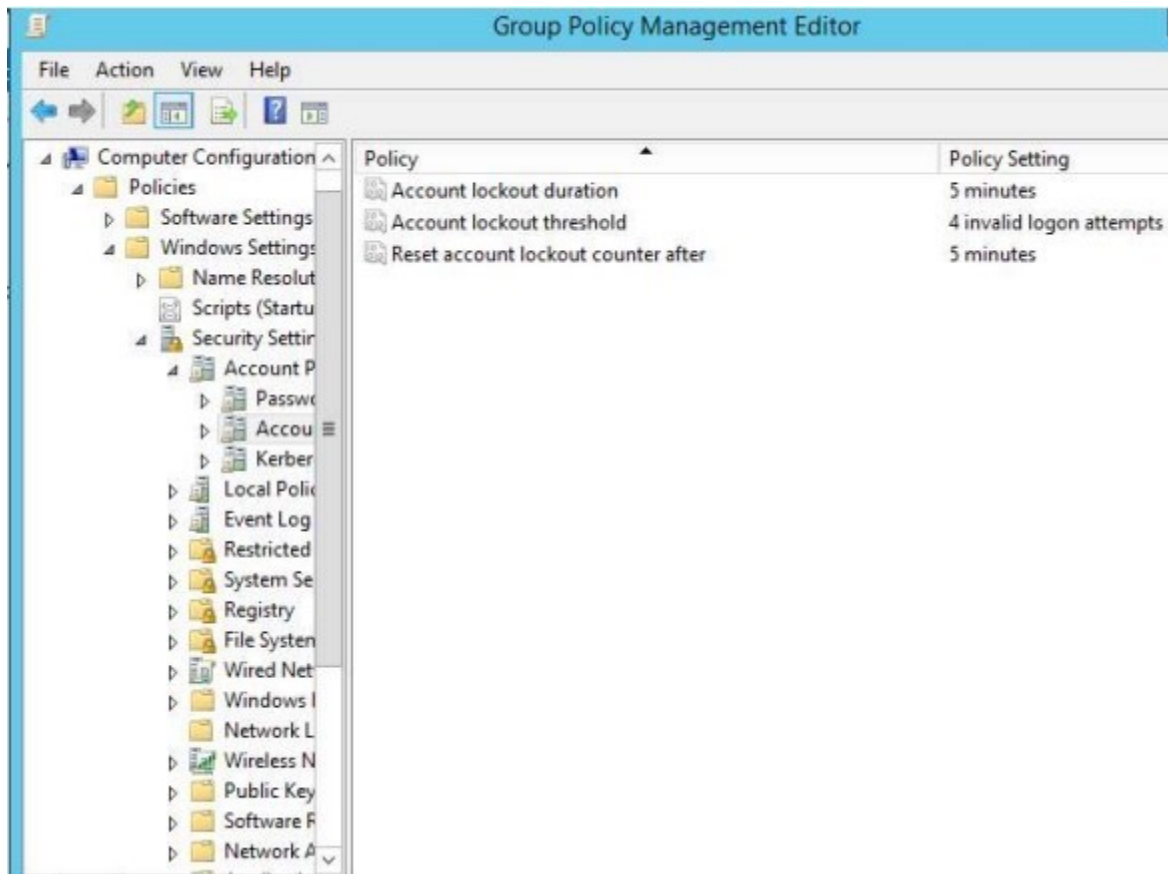 Group Policy Management Editor
File Action View Help
Computer Configuration
Policies
Software Settings
Windows Settings
Name Resolut
Scripts (Startu
Security Settin
Account P
Passwo
Accou
Kerber
Local Polic
Event Log
Restricted
System Se
Registry
File System
Wired Net
Windows
Network L
Wireless N
Public Key
Software R
Network A
Policy Policy Setting
Account lockout duration 5 minutes
Account lockout threshold 4 invalid logon attempts
Reset account lockout counter after 5 minutes